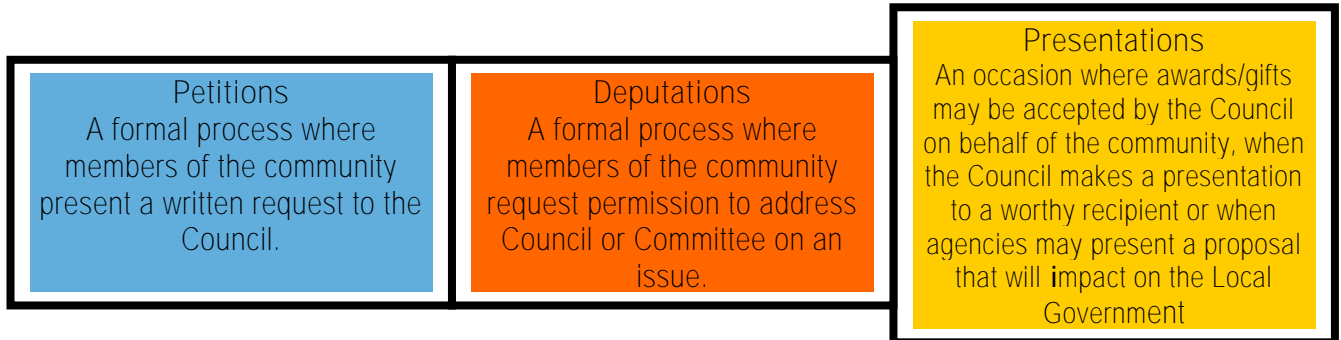 Petitions
A formal process where
members of the community
present a written request to the
Council.
Deputations
A formal process where
members of the community
request permission to address
Council or Committee on an
issue.
Presentations
An occasion where awards/gifts
may be accepted by the Council
on behalf of the community, when
the Council makes a presentation
to a worthy recipient or when
agencies may present a proposal
that will impact on the Local
Government